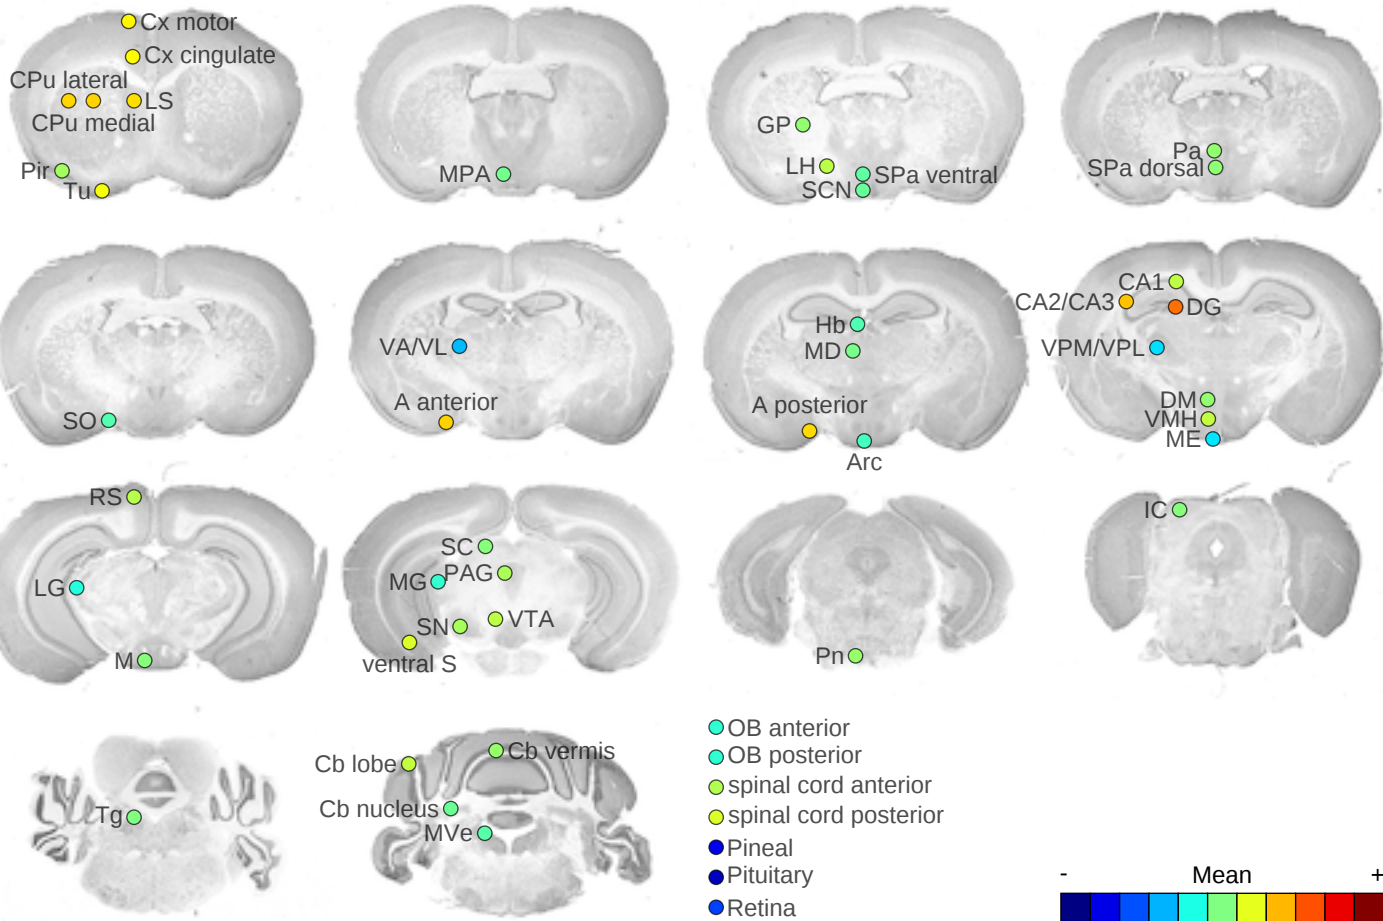 Cx motor
Cx cingulate
CPu lateral
LS
CPu medial
Pir
Tu
MPA
GP
LH
SPa ventral
SCN
Pa
SPa dorsal
SO
VA/VL
A anterior
Hb
MD
A posterior
Arc
CA1
CA2/CA3
DG
VPM/VPL
DM
VMH
ME
RS
LG
M
SC
MG
PAG
SN
VTA
ventral S
Pn
IC
Tg
Cb lobe
Cb vermis
Cb nucleus
MVe
OB anterior
OB posterior
spinal cord anterior
spinal cord posterior
Pineal
Pituitary
Retina
- Mean +